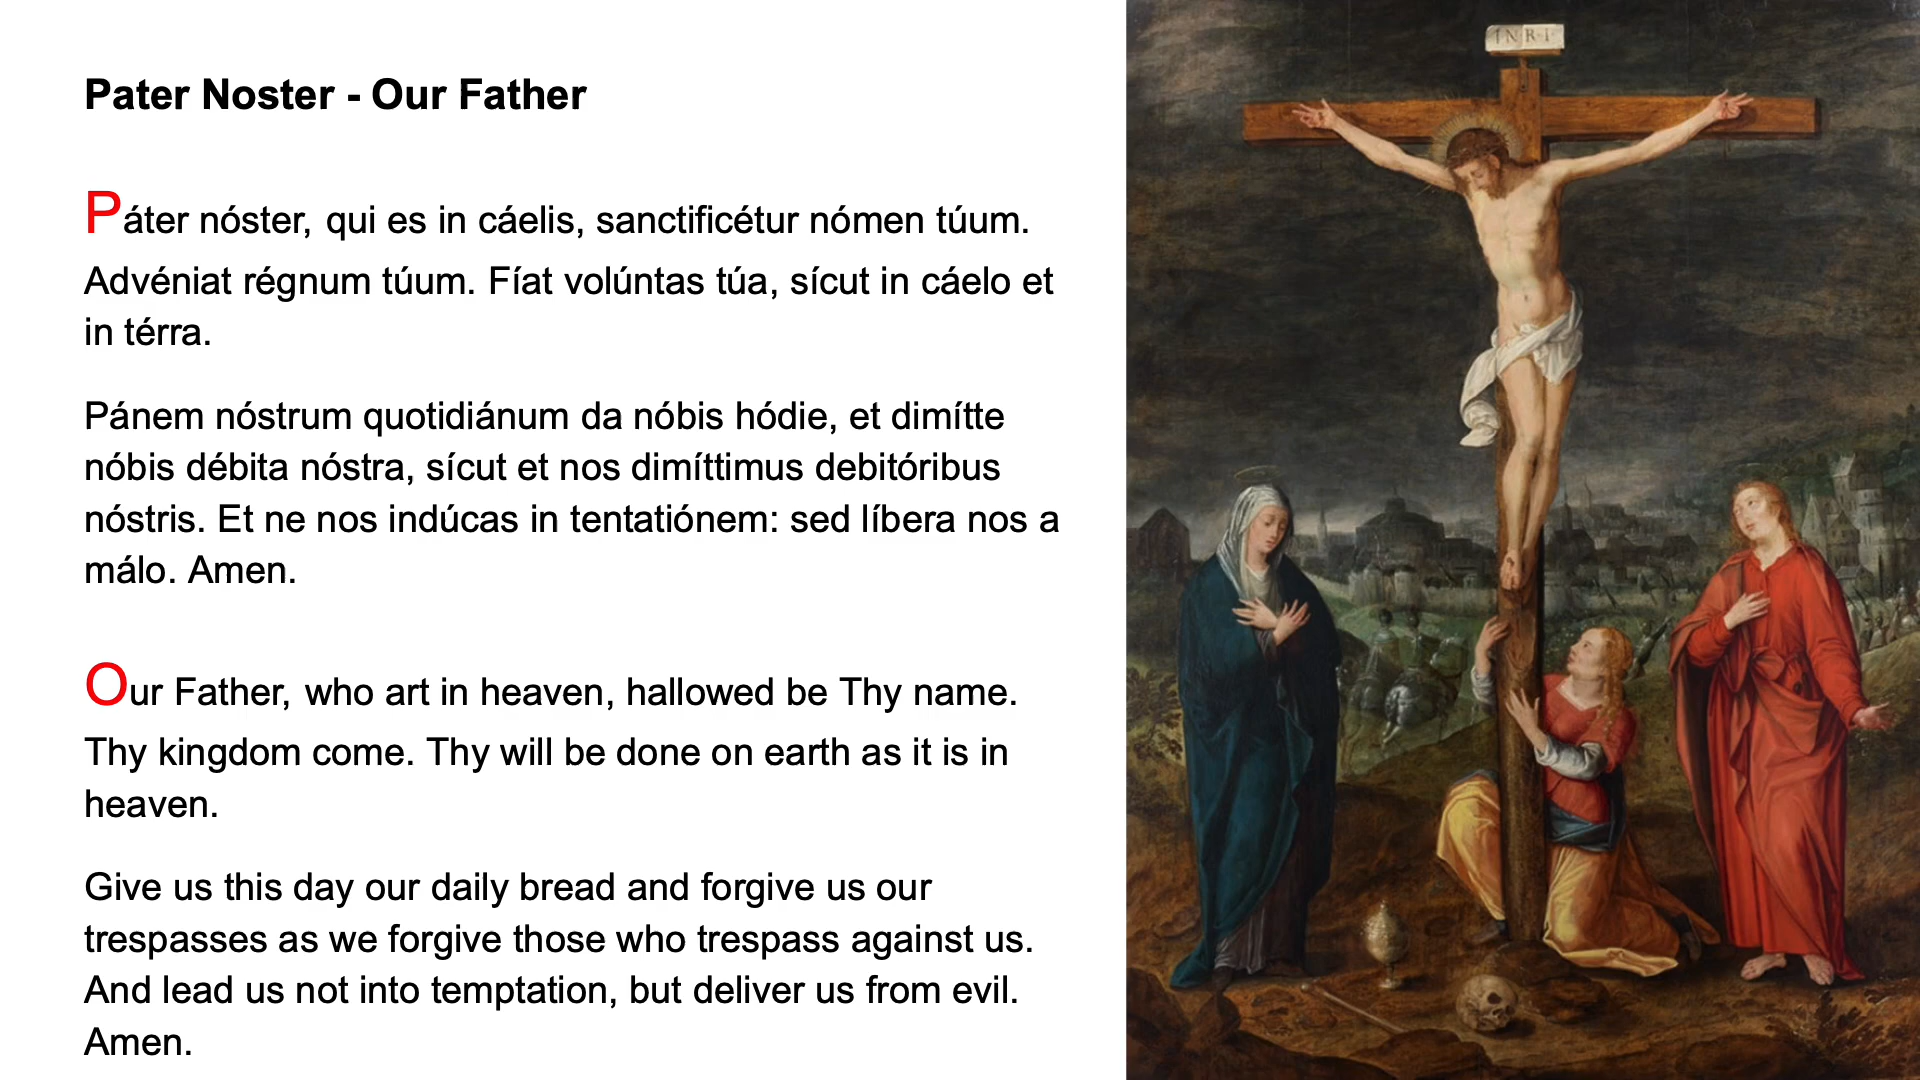 Pater Noster - Our Father
Páter nóster, qui es in cáelis, sanctificétur nómen túum.
Advéniat régnum túum. Fíat volúntas túa, sícut in cáelo et
in térra.
Pánem nóstrum quotidiánum da nóbis hódie, et dimítte
nóbis débita nóstra, sícut et nos dimíttimus debitóribus
nóstris. Et ne nos indúcas in tentatiónem: sed líbera nos a
málo. Amen.
Our Father, who art in heaven, hallowed be Thy name.
Thy kingdom come. Thy will be done on earth as it is in
heaven.
Give us this day our daily bread and forgive us our
trespasses as we forgive those who trespass against us.
And lead us not into temptation, but deliver us from evil.
Amen.
INRI